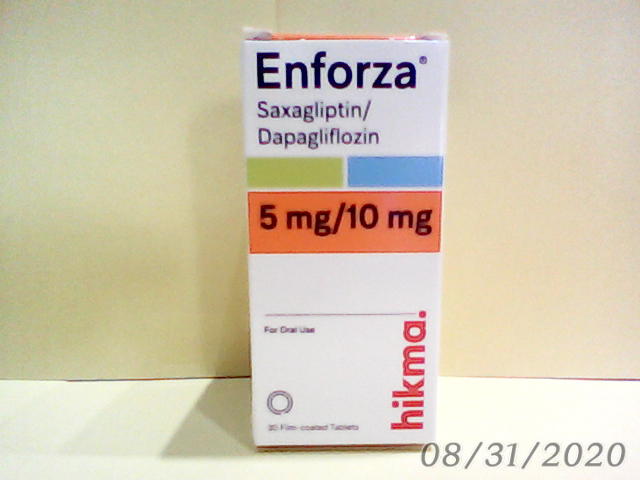 Enforza®
Saxagliptin/
Dapagliflozin
5 mg/10 mg
For Oral Use
hikma.
30 Film-coated Tablets
08/31/2020